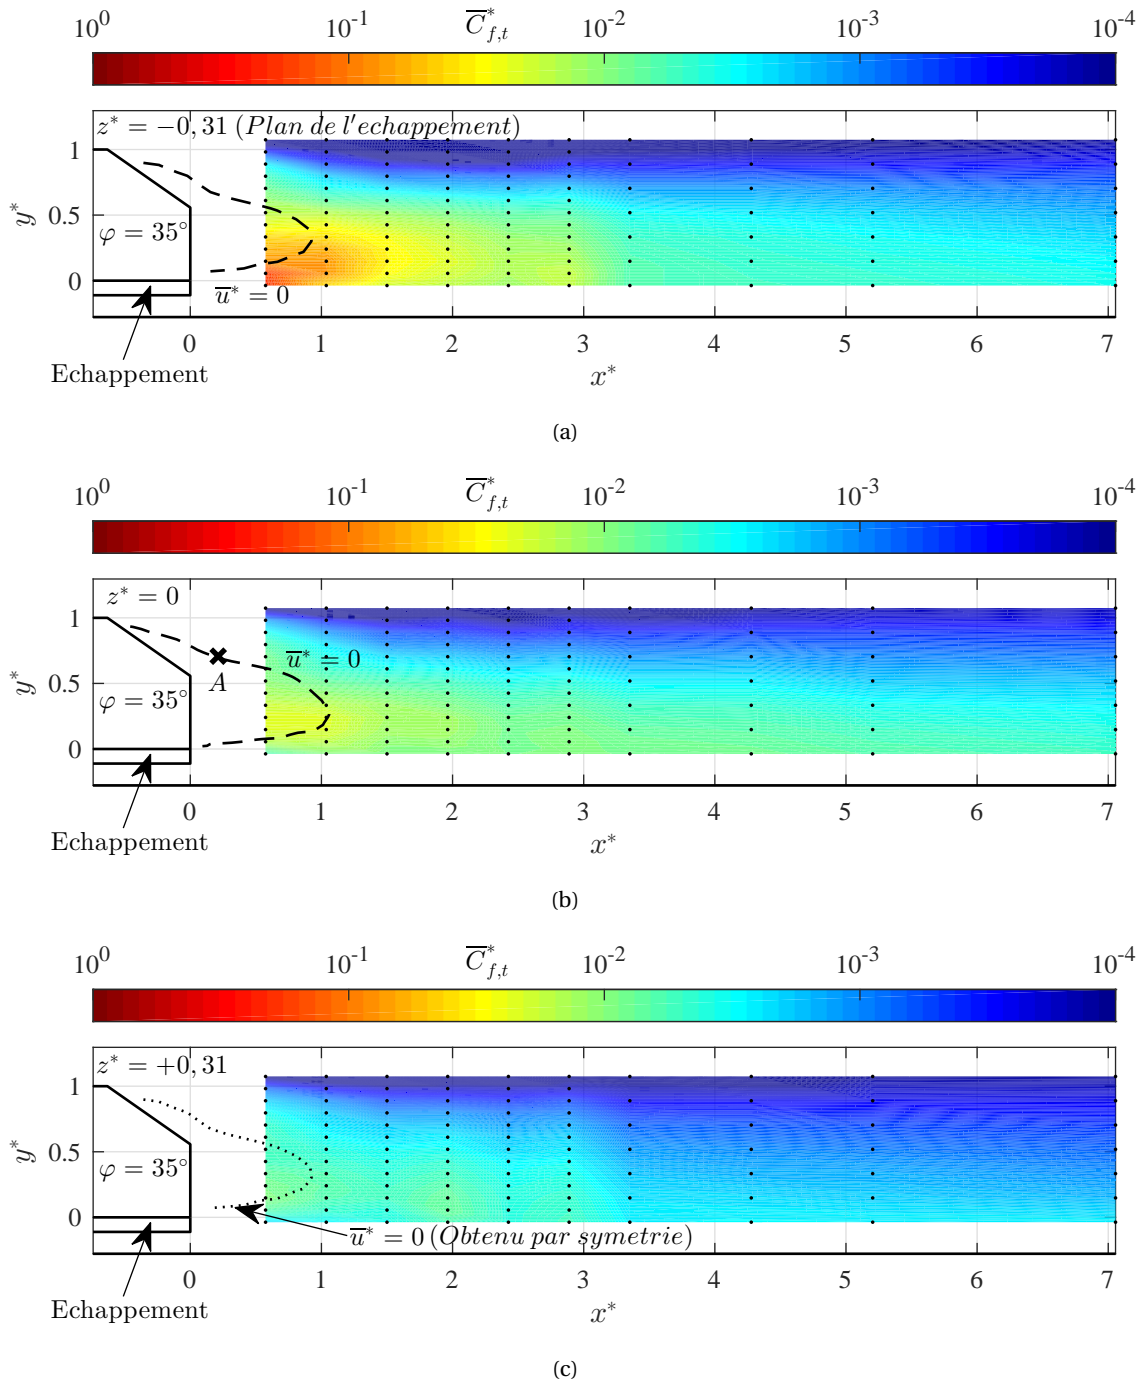 10^0 10^-1 C̅*_f,t 10^-2 10^-3 10^-4
z* = −0,31 (Plan de l'echappement)
1
0.5
0
y*
φ = 35°
u̅* = 0
0 1 2 3 4 5 6 7
Echappement
x*
(a)
10^0 10^-1 C̅*_f,t 10^-2 10^-3 10^-4
z* = 0
1
0.5
0
y*
u̅* = 0
A
φ = 35°
0 1 2 3 4 5 6 7
Echappement
x*
(b)
10^0 10^-1 C̅*_f,t 10^-2 10^-3 10^-4
z* = +0,31
1
0.5
0
y*
φ = 35°
u̅* = 0 (Obtenu par symetrie)
0 1 2 3 4 5 6 7
Echappement
x*
(c)